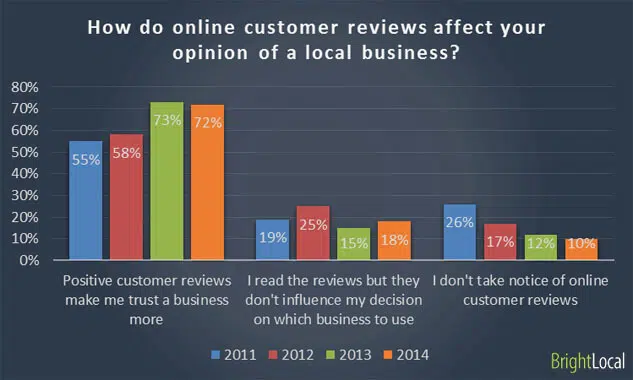 How do online customer reviews affect your
opinion of a local business?
80%
70%
60%
50%
40%
30%
20%
10%
0%
55%
58%
73%
72%
19%
25%
15%
18%
26%
17%
12%
10%
Positive customer reviews
make me trust a business
more
I read the reviews but they
don't influence my decision
on which business to use
I don't take notice of online
customer reviews
2011 2012 2013 2014
BrightLocal